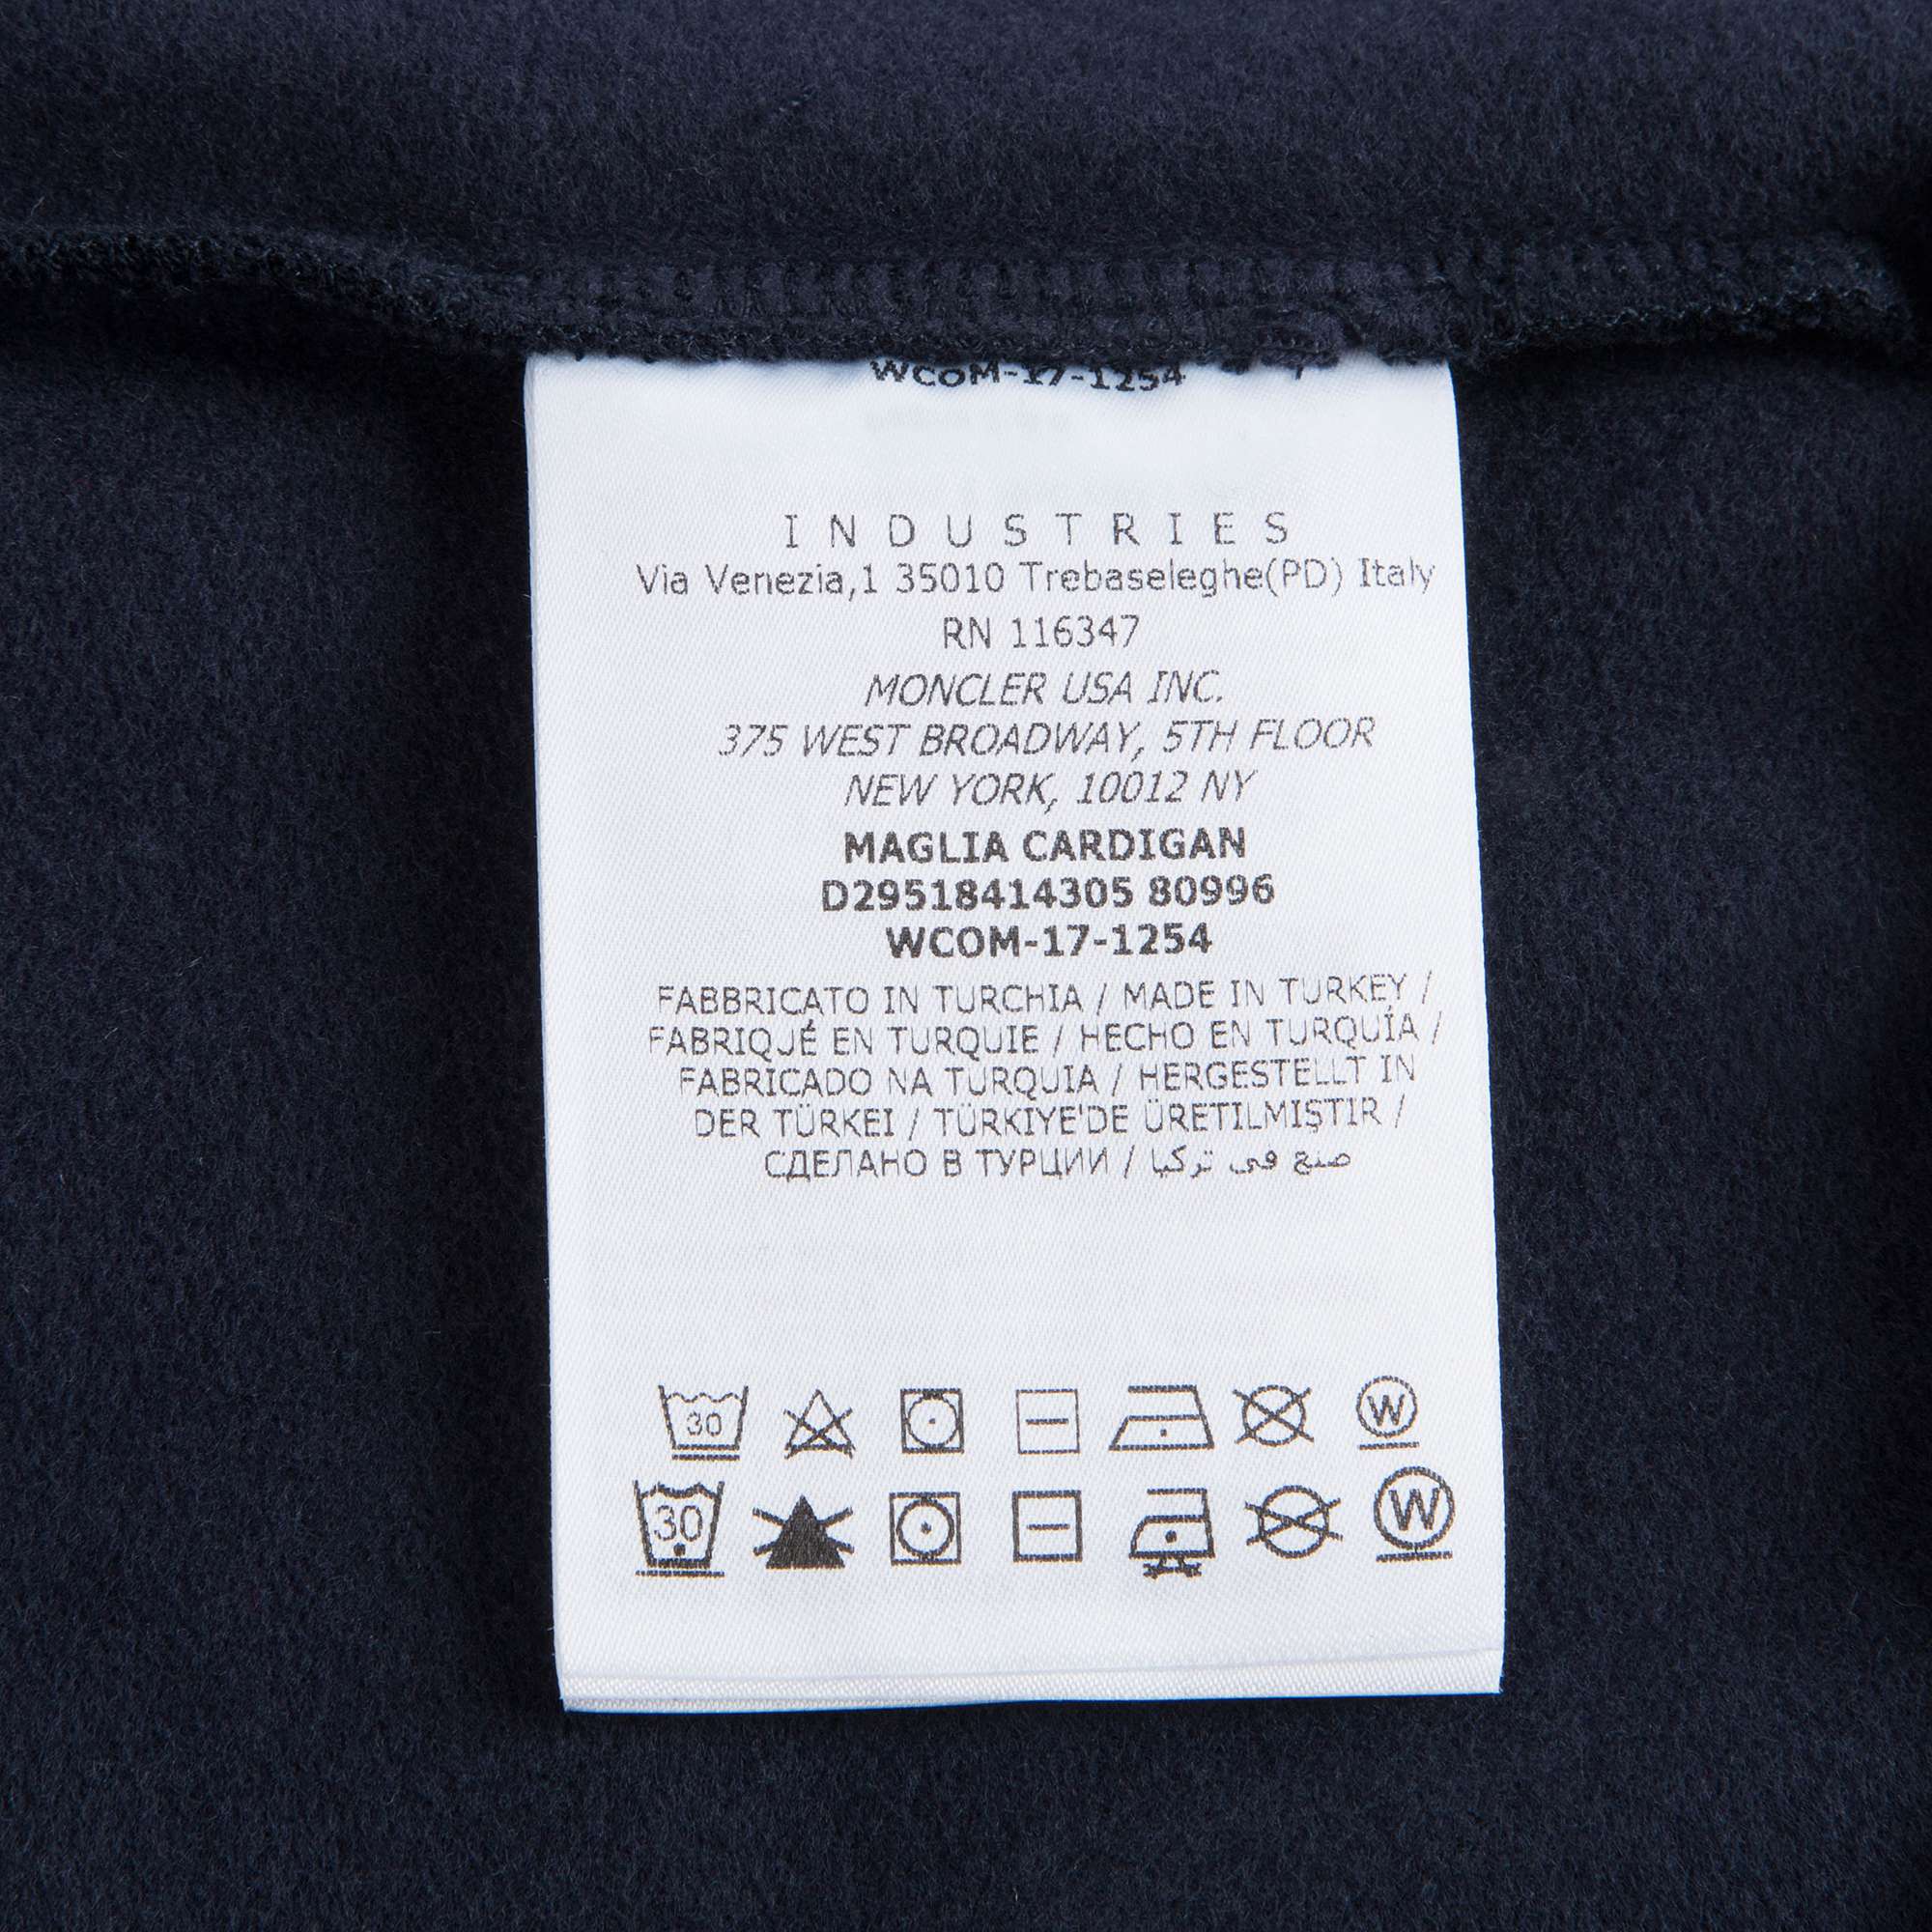 WCOM-17-1254
INDUSTRIES
Via Venezia,1 35010 Trebaseleghe(PD) Italy
RN 116347
MONCLER USA INC.
375 WEST BROADWAY, 5TH FLOOR
NEW YORK, 10012 NY
MAGLIA CARDIGAN
D29518414305 80996
WCOM-17-1254
FABBRICATO IN TURCHIA / MADE IN TURKEY /
FABRIQUÉ EN TURQUIE / HECHO EN TURQUÍA /
FABRICADO NA TURQUIA / HERGESTELLT IN
DER TÜRKEI / TÜRKIYE'DE ÜRETILMIŞTIR /
СДЕЛАНО В ТУРЦИИ / صنع في تركيا
30 W
30 W